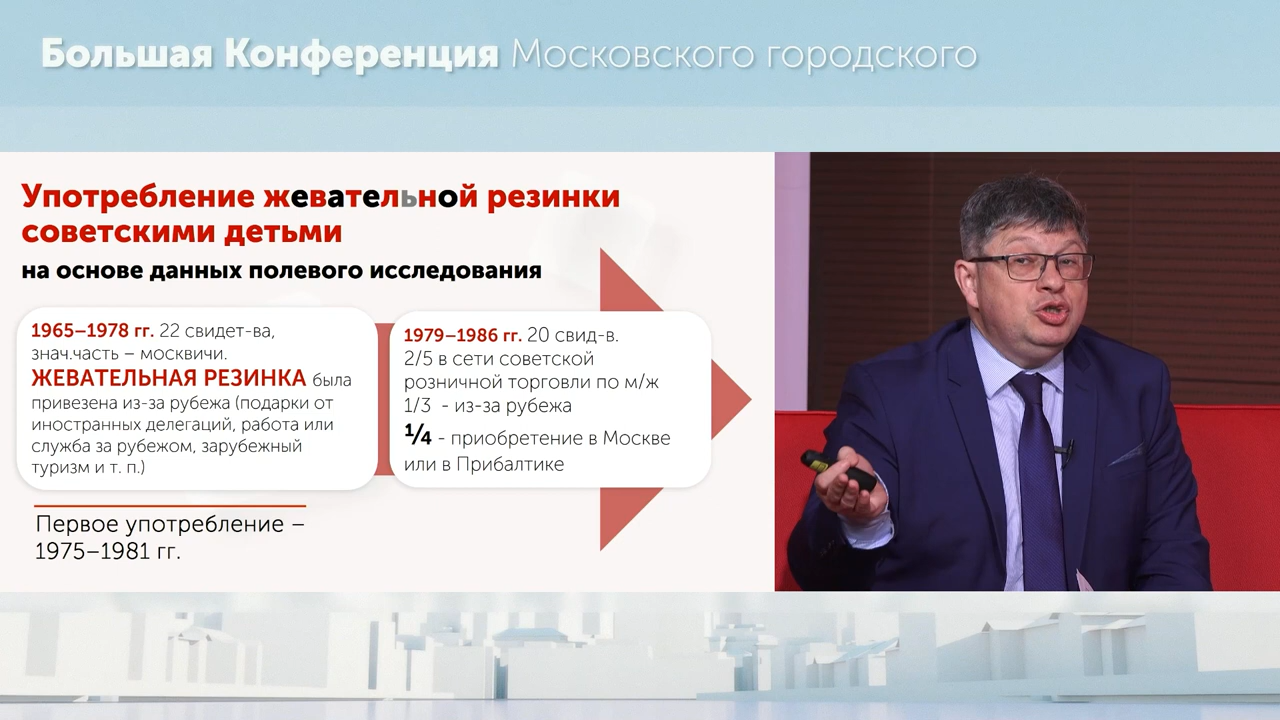 Большая Конференция Московского городского
Употребление жевательной резинки
советскими детьми
на основе данных полевого исследования
1965–1978 гг. 22 свидет-ва,
знач.часть – москвичи.
ЖЕВАТЕЛЬНАЯ РЕЗИНКА была
привезена из-за рубежа (подарки от
иностранных делегаций, работа или
служба за рубежом, зарубежный
туризм и т. п.)
1979–1986 гг. 20 свид-в.
2/5 в сети советской
розничной торговли по м/ж
1/3 - из-за рубежа
¼ - приобретение в Москве
или в Прибалтике
Первое употребление –
1975–1981 гг.